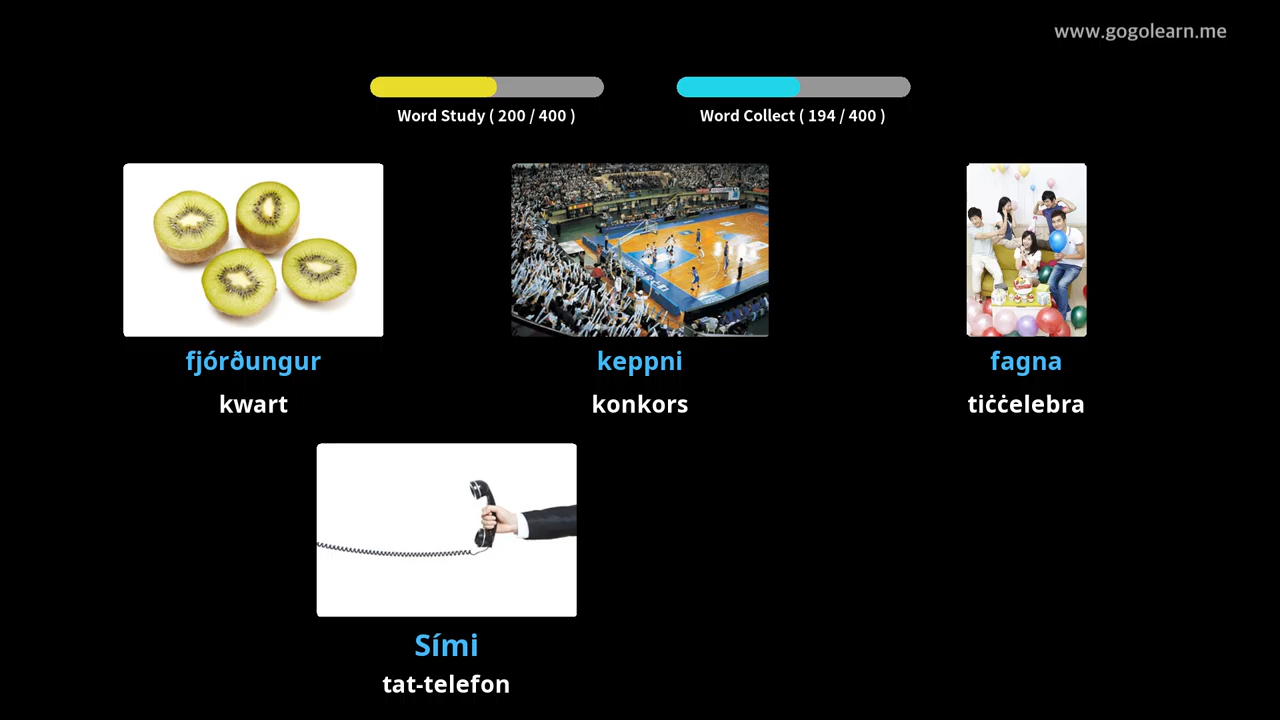 www.gogolearn.me
Word Study ( 200 / 400 )
Word Collect ( 194 / 400 )
fjórðungur
kwart
keppni
konkors
fagna
tiċċelebra
Sími
tat-telefon